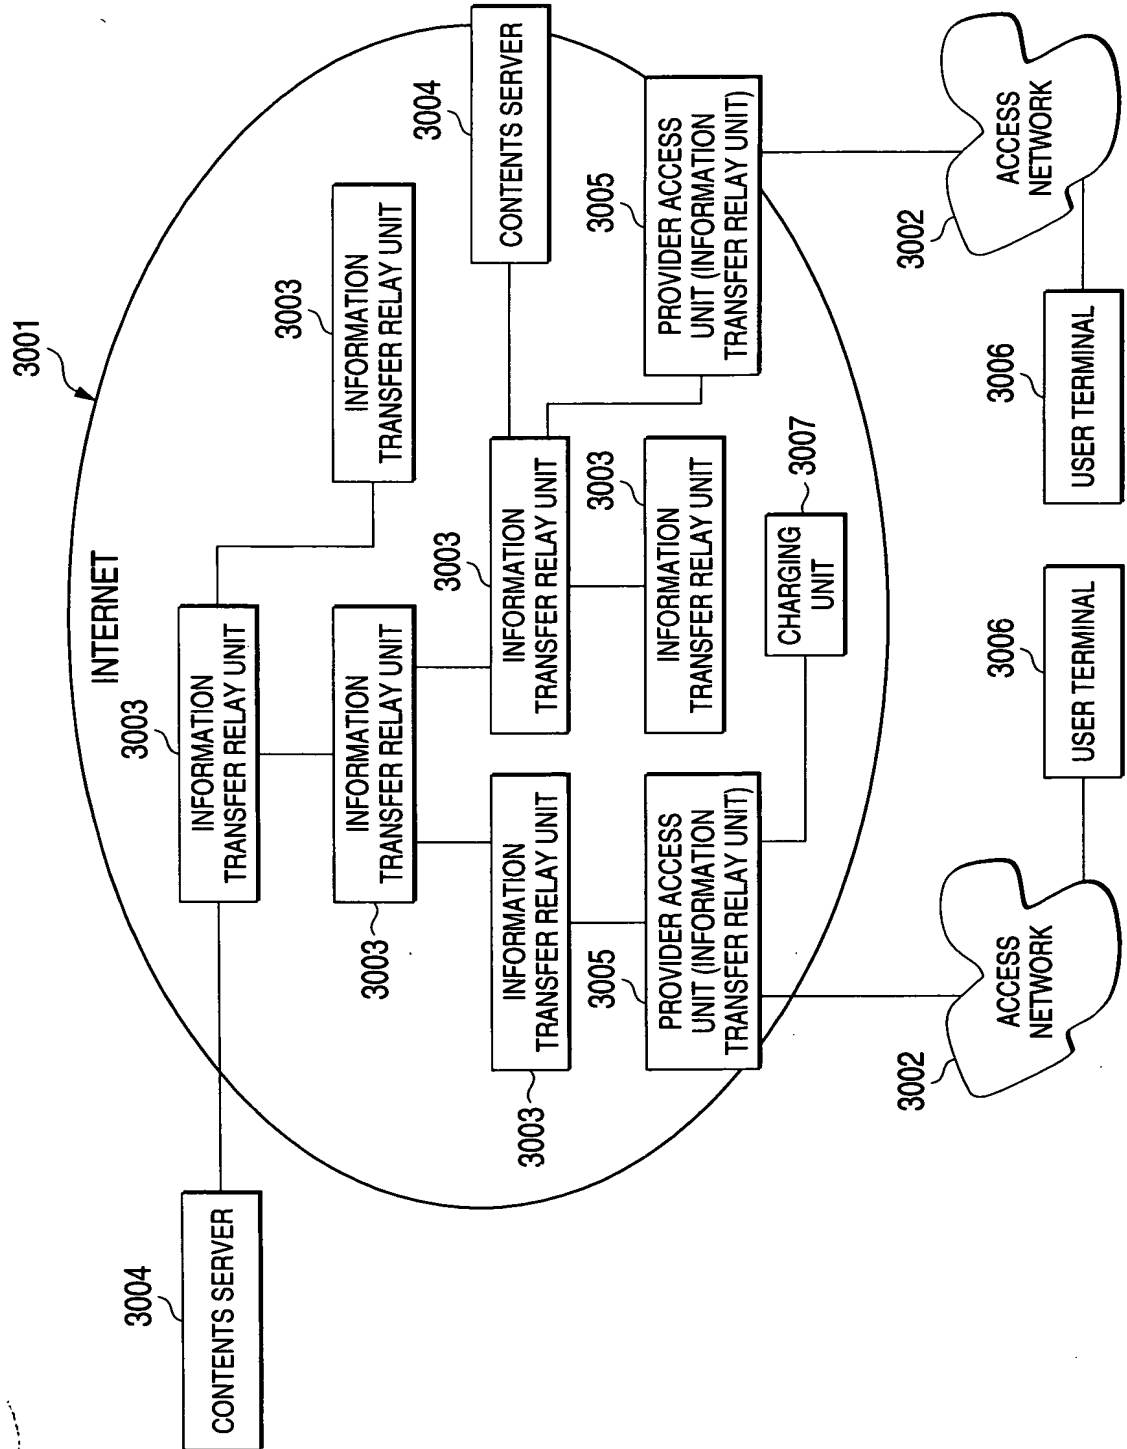 3001
INTERNET
3004
CONTENTS SERVER
3003
INFORMATION
TRANSFER RELAY UNIT
3003
INFORMATION
TRANSFER RELAY UNIT
3003
INFORMATION
TRANSFER RELAY UNIT
3004
CONTENTS SERVER
3003
INFORMATION
TRANSFER RELAY UNIT
3003
INFORMATION
TRANSFER RELAY UNIT
3003
INFORMATION
TRANSFER RELAY UNIT
3005
PROVIDER ACCESS
UNIT (INFORMATION
TRANSFER RELAY UNIT)
3005
PROVIDER ACCESS
UNIT (INFORMATION
TRANSFER RELAY UNIT)
3007
CHARGING
UNIT
3002
ACCESS
NETWORK
3006
USER TERMINAL
3006
USER TERMINAL
3002
ACCESS
NETWORK